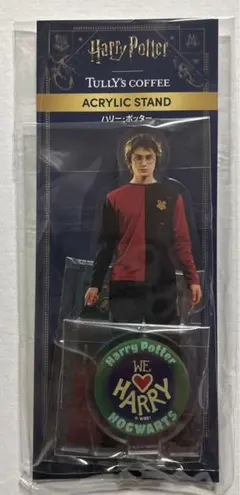 Harry Potter
TULLY'S COFFEE
ACRYLIC STAND
ハリー・ポッター
Harry Potter
WE
HARRY
HOGWARTS